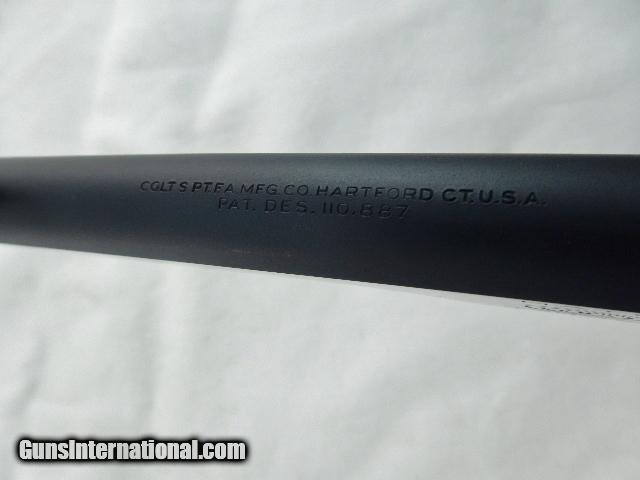 COLT'S PT.F.A. MFG. CO. HARTFORD CT. U.S.A.
PAT. DES. 110.887
GunsInternational.com